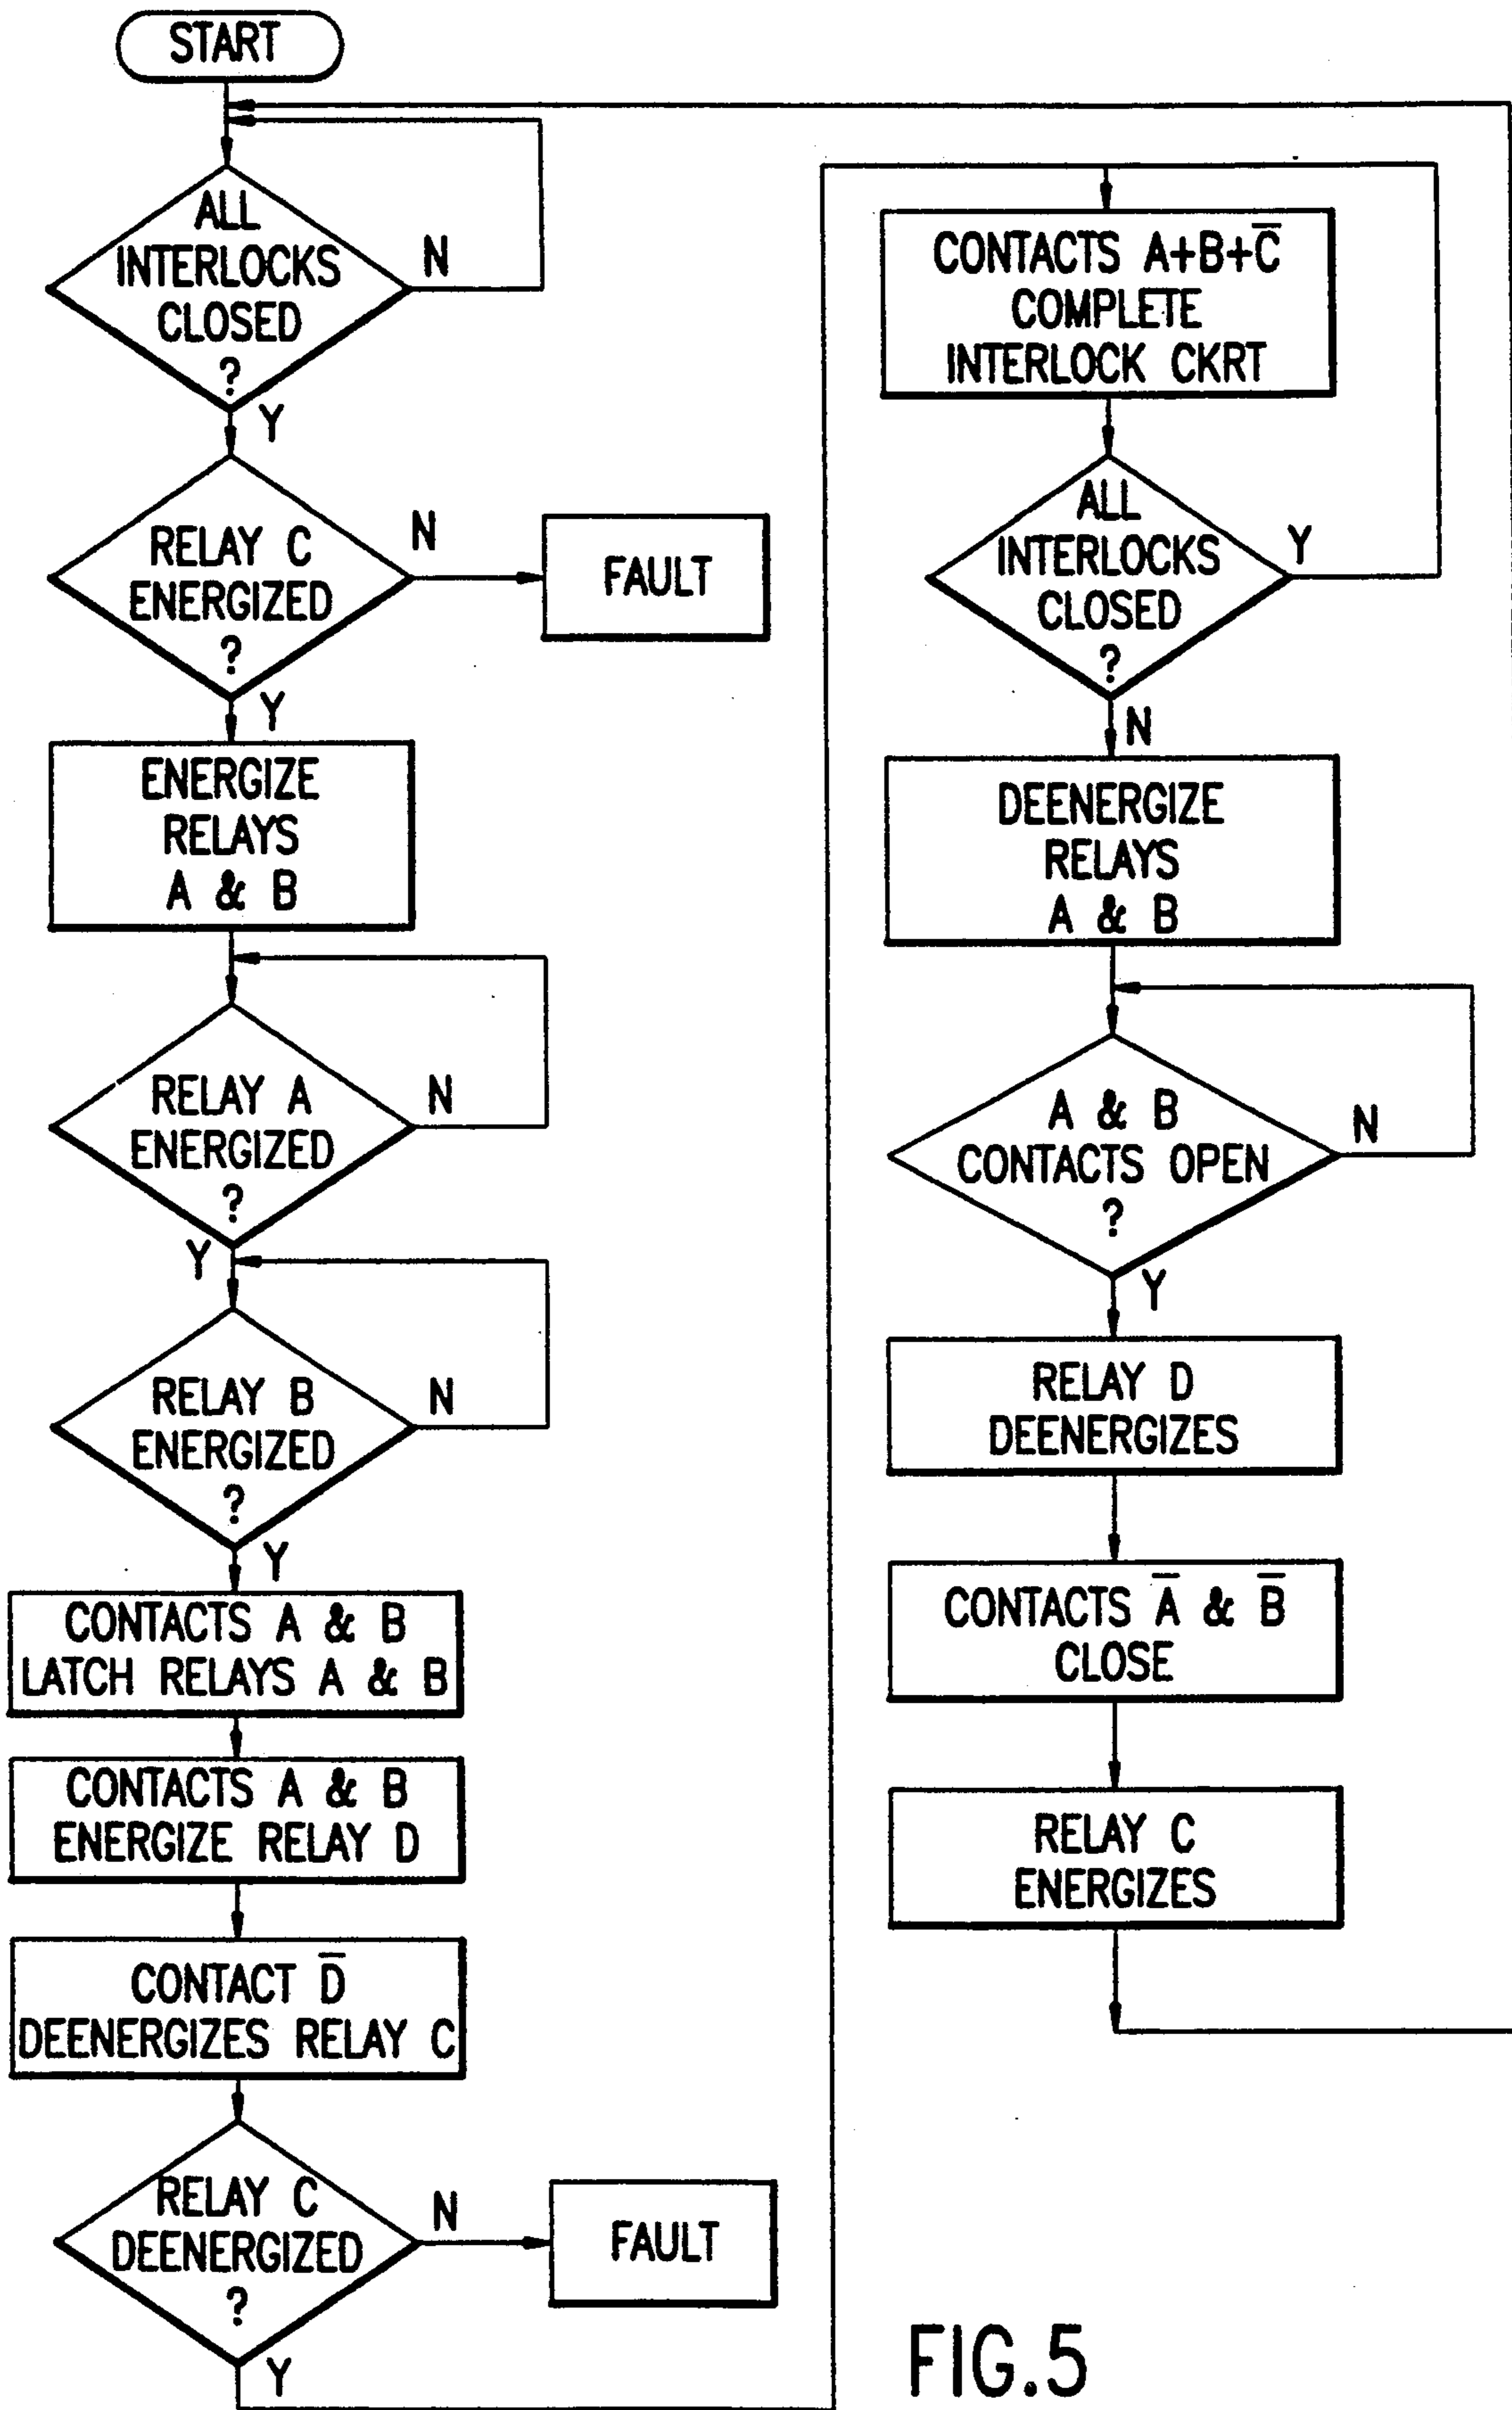 START
ALL
INTERLOCKS
CLOSED
?
N
Y
RELAY C
ENERGIZED
?
N
FAULT
Y
ENERGIZE
RELAYS
A & B
RELAY A
ENERGIZED
?
N
Y
RELAY B
ENERGIZED
?
N
Y
CONTACTS A & B
LATCH RELAYS A & B
CONTACTS A & B
ENERGIZE RELAY D
CONTACT D̅
DEENERGIZES RELAY C
RELAY C
DEENERGIZED
?
N
FAULT
Y
CONTACTS A+B+C̅
COMPLETE
INTERLOCK CKRT
ALL
INTERLOCKS
CLOSED
?
Y
N
DEENERGIZE
RELAYS
A & B
A & B
CONTACTS OPEN
?
N
Y
RELAY D
DEENERGIZES
CONTACTS A̅ & B̅
CLOSE
RELAY C
ENERGIZES
FIG.5